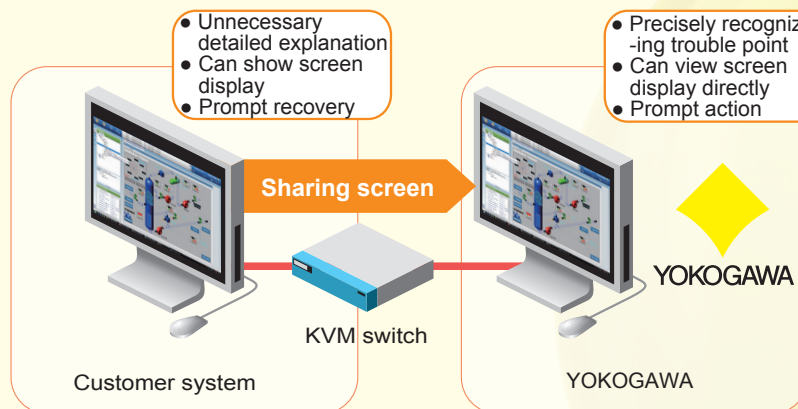 ● Unnecessary
detailed explanation
● Can show screen
display
● Prompt recovery
● Precisely recogniz
-ing trouble point
● Can view screen
display directly
● Prompt action
Sharing screen
YOKOGAWA
KVM switch
Customer system
YOKOGAWA